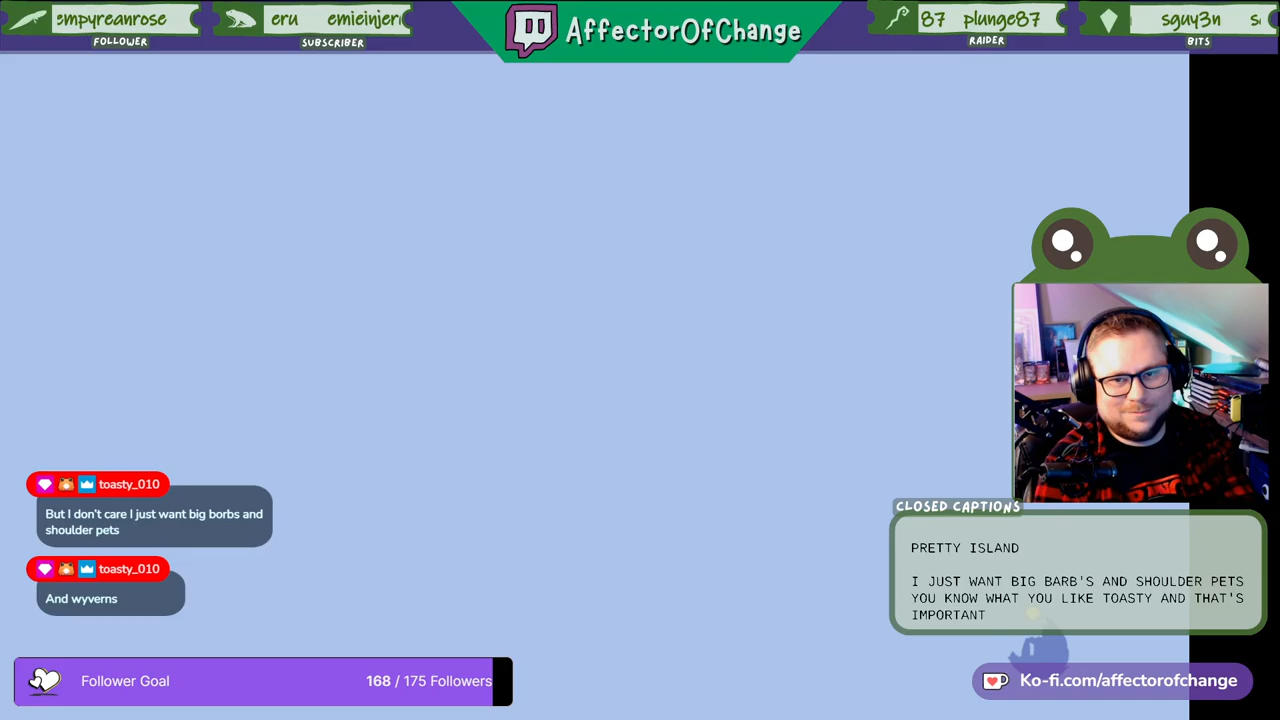 empyreanrose
FOLLOWER
eru emieinjer
SUBSCRIBER
AffectorOfChange
87 plunge87
RAIDER
sguy3n
BITS
toasty_010
But I don't care I just want big borbs and
shoulder pets
toasty_010
And wyverns
CLOSED CAPTIONS
PRETTY ISLAND
I JUST WANT BIG BARB'S AND SHOULDER PETS
YOU KNOW WHAT YOU LIKE TOASTY AND THAT'S
IMPORTANT
Follower Goal
168 / 175 Followers
Ko-fi.com/affectorofchange